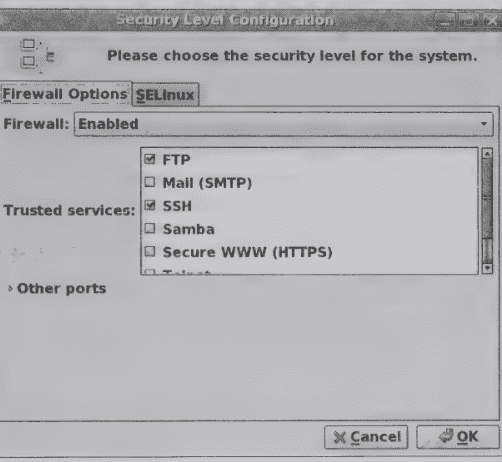 Security Level Configuration
Please choose the security level for the system.
Firewall Options SELinux
Firewall: Enabled
FTP
Mail (SMTP)
Trusted services: SSH
Samba
Secure WWW (HTTPS)
Other ports
Cancel OK